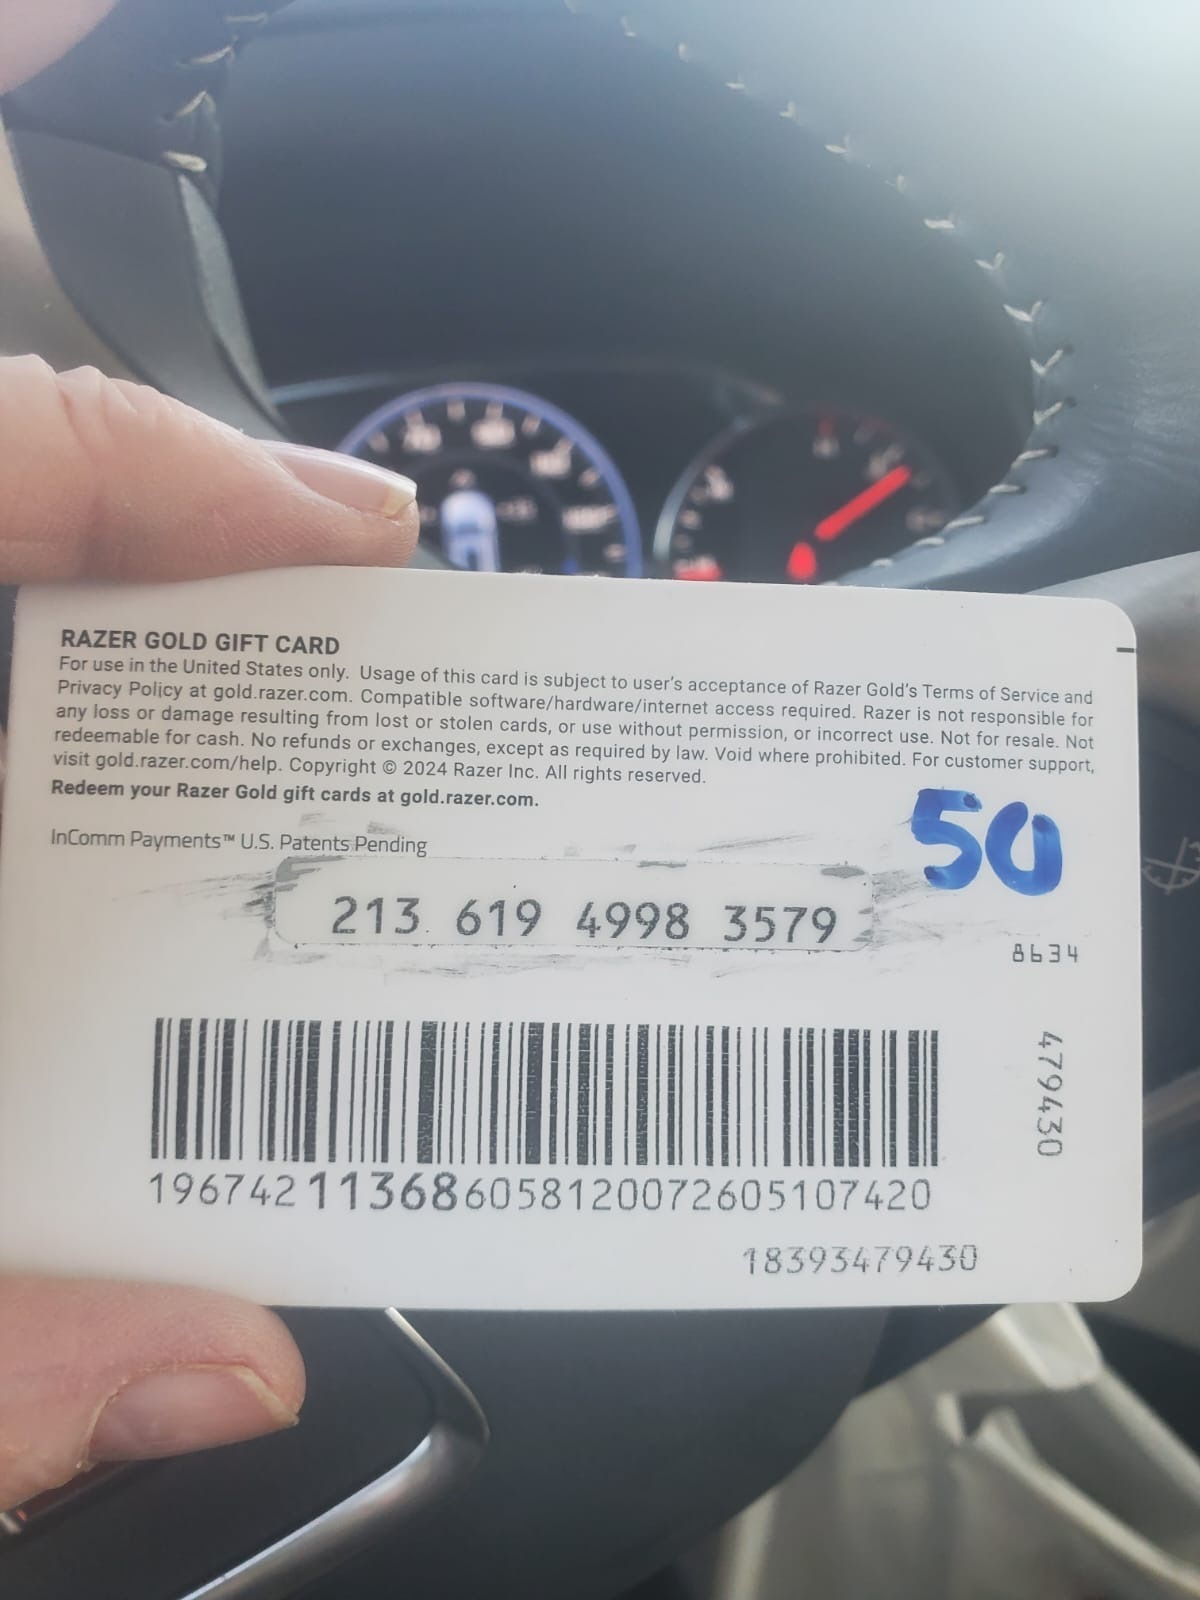 RAZER GOLD GIFT CARD
For use in the United States only. Usage of this card is subject to user's acceptance of Razer Gold's Terms of Service and
Privacy Policy at gold.razer.com. Compatible software/hardware/internet access required. Razer is not responsible for
any loss or damage resulting from lost or stolen cards, or use without permission, or incorrect use. Not for resale. Not
redeemable for cash. No refunds or exchanges, except as required by law. Void where prohibited. For customer support,
visit gold.razer.com/help. Copyright © 2024 Razer Inc. All rights reserved.
Redeem your Razer Gold gift cards at gold.razer.com.
InComm Payments™ U.S. Patents Pending
50
213 619 4998 3579
8634
479430
196742113686058120072605107420
18393479430